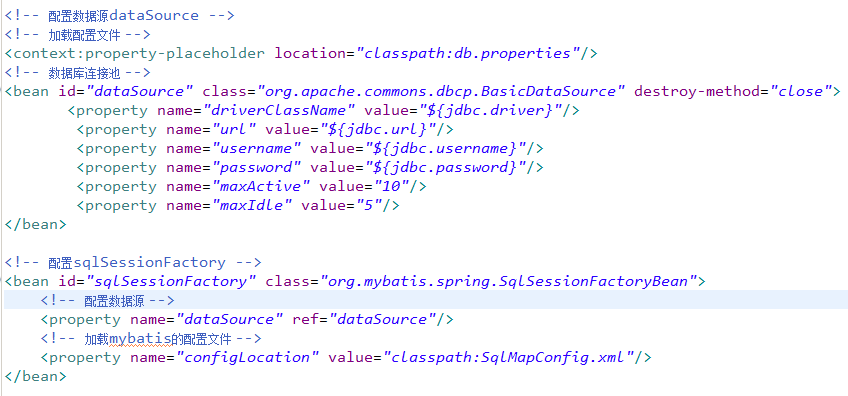 <!-- 配置数据源dataSource -->
<!-- 加载配置文件 -->
<context:property-placeholder location="classpath:db.properties"/>
<!-- 数据库连接池 -->
<bean id="dataSource" class="org.apache.commons.dbcp.BasicDataSource" destroy-method="close">
<property name="driverClassName" value="${jdbc.driver}"/>
<property name="url" value="${jdbc.url}"/>
<property name="username" value="${jdbc.username}"/>
<property name="password" value="${jdbc.password}"/>
<property name="maxActive" value="10"/>
<property name="maxIdle" value="5"/>
</bean>
<!-- 配置sqlSessionFactory -->
<bean id="sqlSessionFactory" class="org.mybatis.spring.SqlSessionFactoryBean">
<!-- 配置数据源 -->
<property name="dataSource" ref="dataSource"/>
<!-- 加载mybatis的配置文件 -->
<property name="configLocation" value="classpath:SqlMapConfig.xml"/>
</bean>